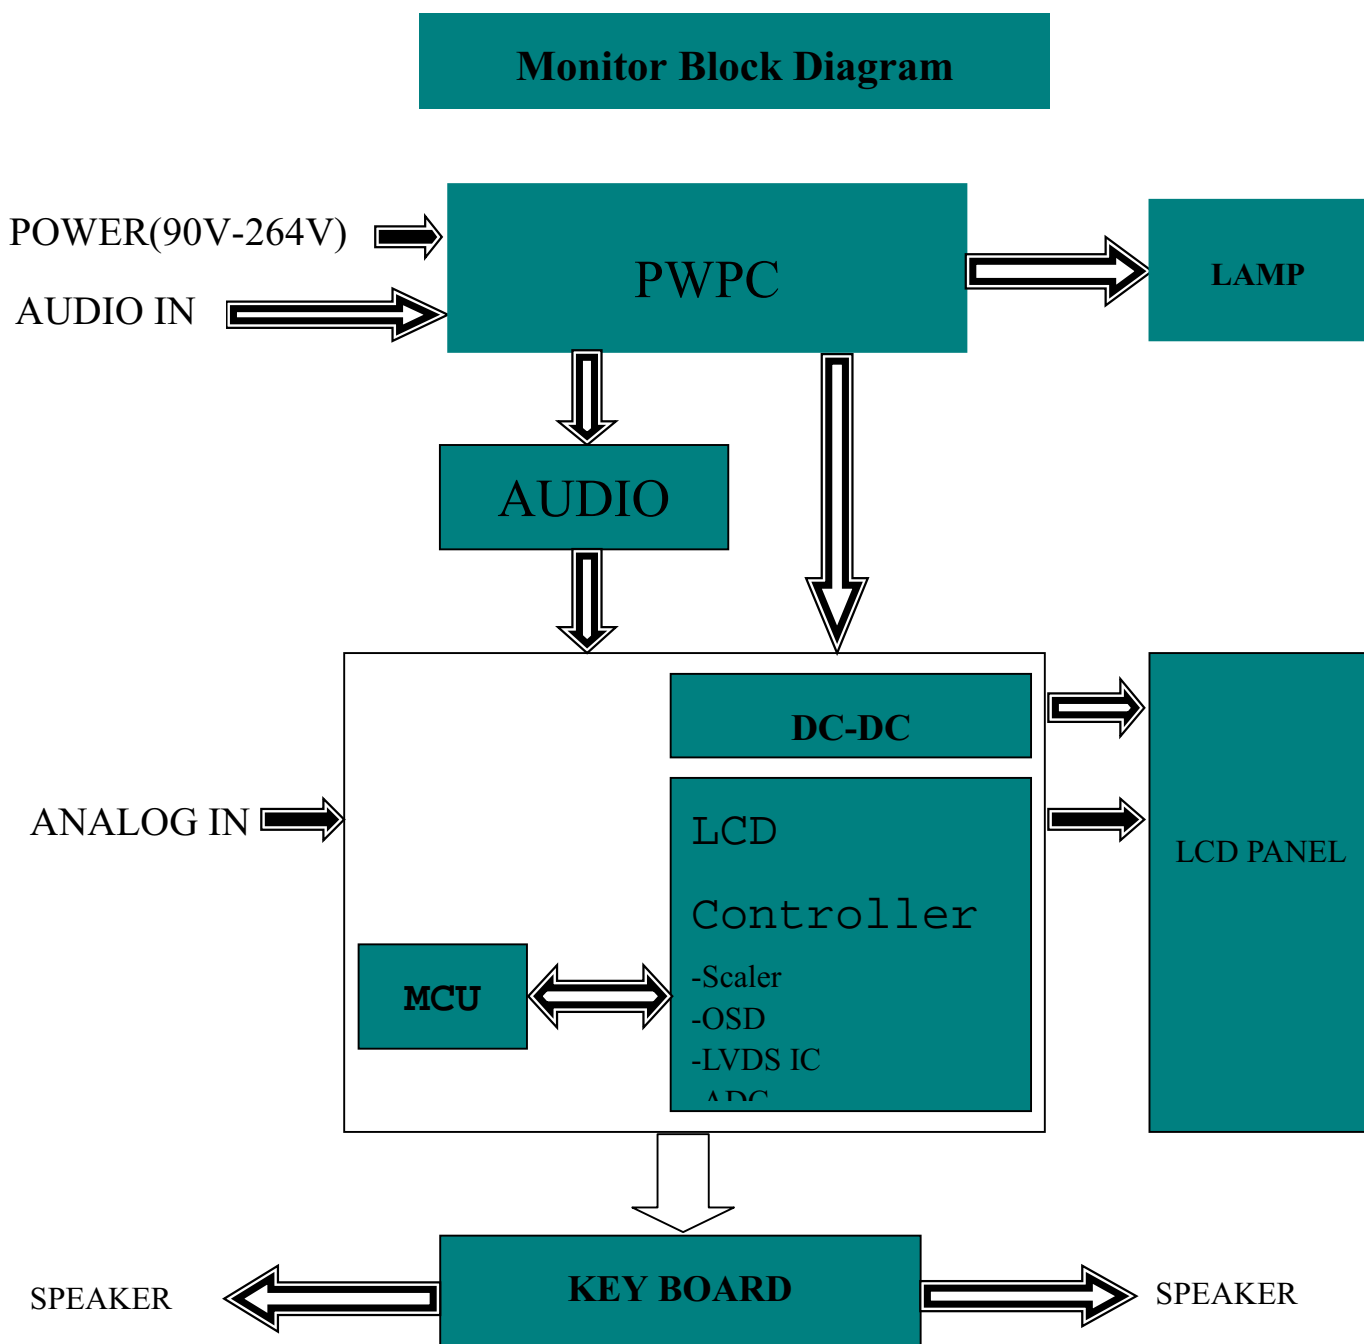 Monitor Block Diagram
POWER(90V-264V)
AUDIO IN
PWPC
LAMP
AUDIO
DC-DC
ANALOG IN
LCD
Controller
-Scaler
-OSD
-LVDS IC
-ADC
MCU
LCD PANEL
KEY BOARD
SPEAKER
SPEAKER